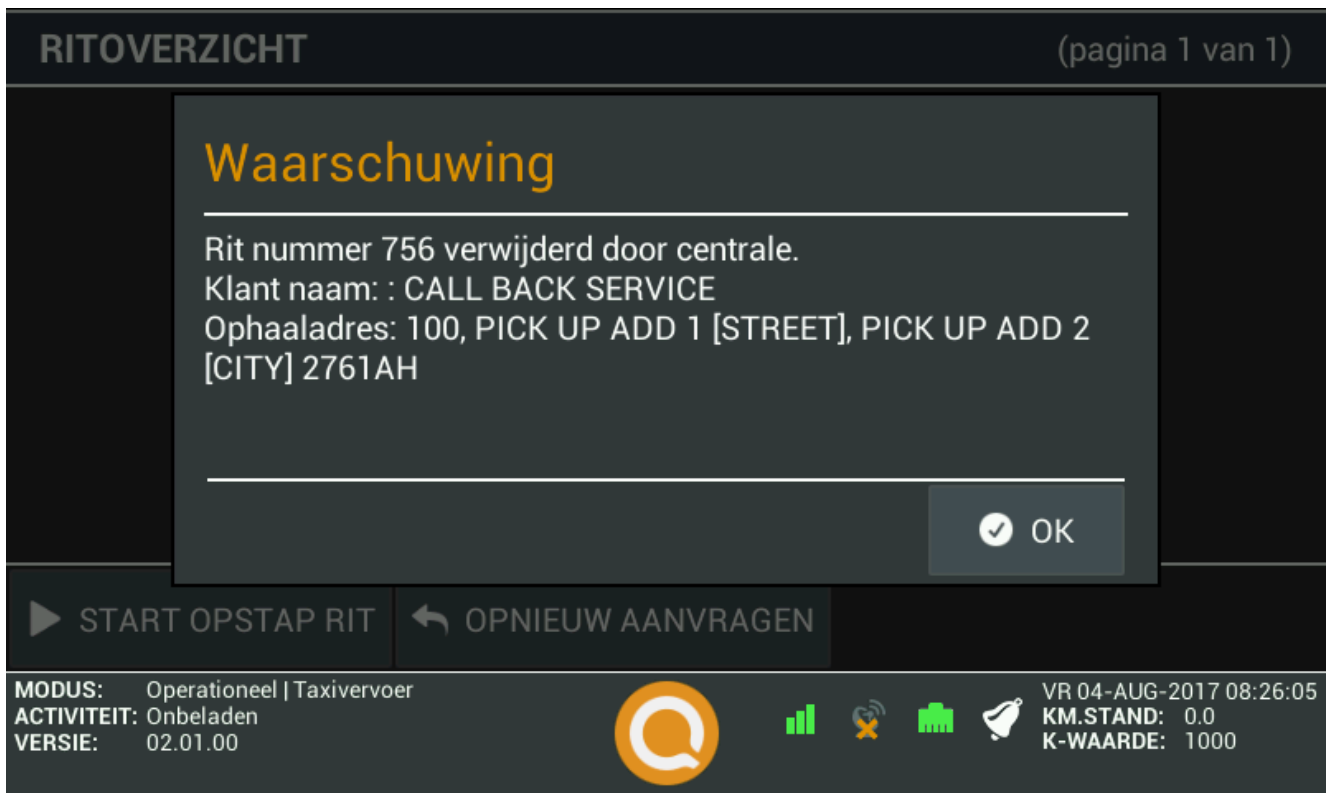 RITOVERZICHT (pagina 1 van 1)
Waarschuwing
Rit nummer 756 verwijderd door centrale.
Klant naam: : CALL BACK SERVICE
Ophaaladres: 100, PICK UP ADD 1 [STREET], PICK UP ADD 2
[CITY] 2761AH
OK
START OPSTAP RIT OPNIEUW AANVRAGEN
MODUS: Operationeel | Taxivervoer
ACTIVITEIT: Onbeladen
VERSIE: 02.01.00
VR 04-AUG-2017 08:26:05
KM.STAND: 0.0
K-WAARDE: 1000